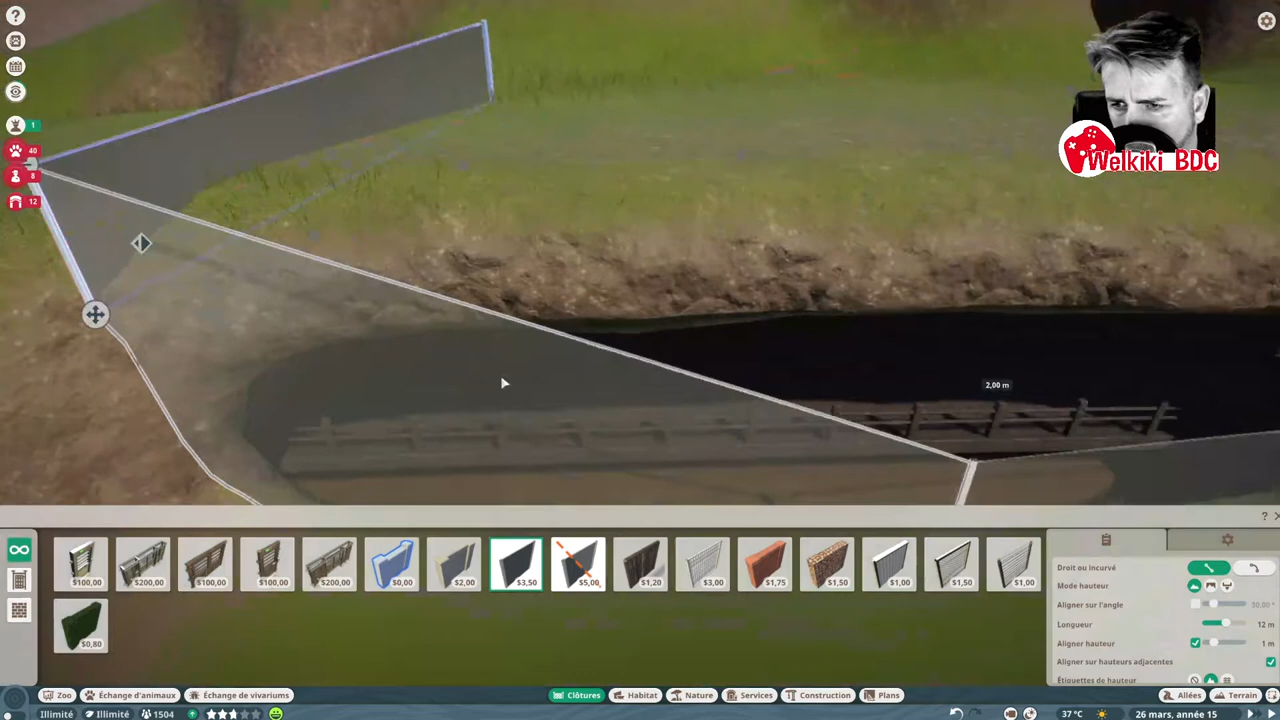 ?
1
40
8
12
Welkiki BDC
2,00 m
?
$100,00
$200,00
$100,00
$100,00
$200,00
$0,00
$2,00
$3,50
$5,00
$1,20
$3,00
$1,75
$1,50
$1,00
$1,50
$1,00
$0,80
Droit ou incurvé
Mode hauteur
Aligner sur l'angle
30,00 °
Longueur
12 m
Aligner hauteur
1 m
Aligner sur hauteurs adjacentes
Étiquettes de hauteur
Zoo
Échange d'animaux
Échange de vivariums
Clôtures
Habitat
Nature
Services
Construction
Plans
Allées
Terrain
Illimité
Illimité
1504
37 °C
26 mars, année 15